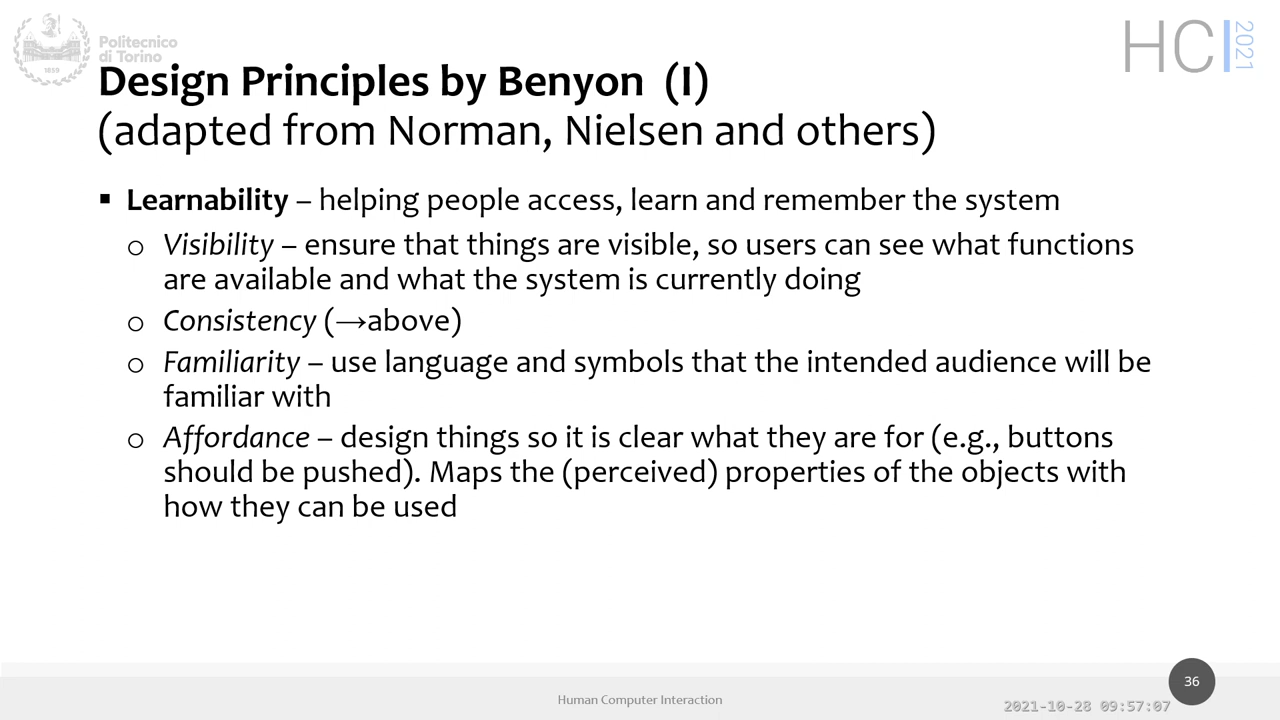 Politecnico
di Torino
1859
HCI
2021
Design Principles by Benyon (I)
(adapted from Norman, Nielsen and others)
▪ Learnability – helping people access, learn and remember the system
o Visibility – ensure that things are visible, so users can see what functions
are available and what the system is currently doing
o Consistency (→above)
o Familiarity – use language and symbols that the intended audience will be
familiar with
o Affordance – design things so it is clear what they are for (e.g., buttons
should be pushed). Maps the (perceived) properties of the objects with
how they can be used
Human Computer Interaction
36
2021-10-28 09:57:07